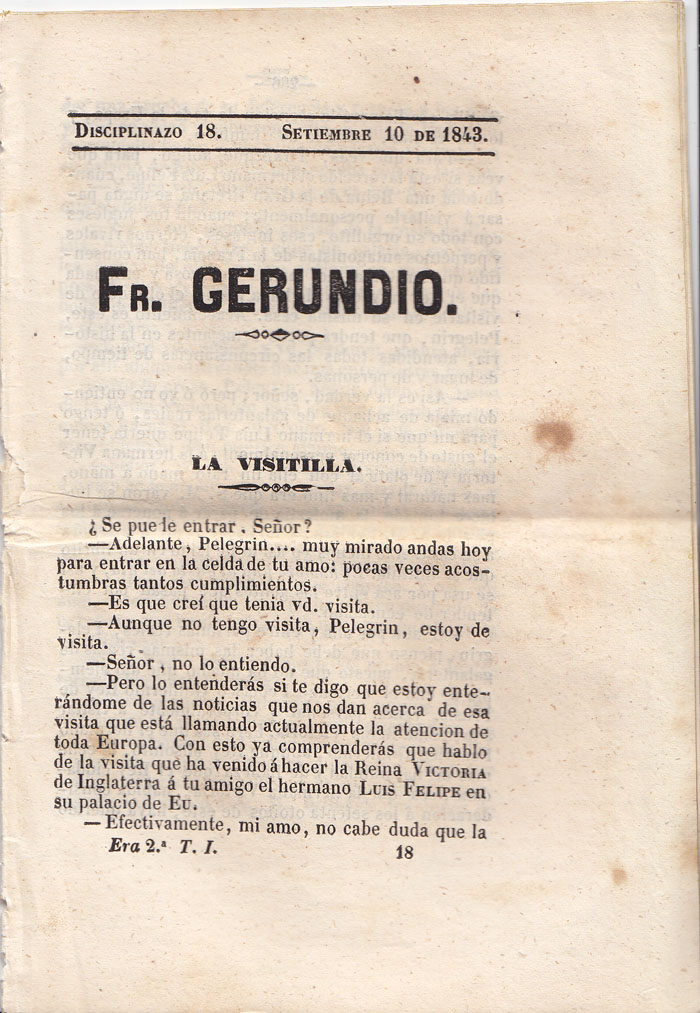 DISCIPLINAZO 18. SETIEMBRE 10 DE 1843.
FR. GERUNDIO.
LA VISITILLA.
¿Se pue le entrar. Señor?
—Adelante, Pelegrin.... muy mirado andas hoy
para entrar en la celda de tu amo: pocas veces acos-
tumbras tantos cumplimientos.
—Es que creí que tenia vd. visita.
—Aunque no tengo visita, Pelegrin, estoy de
visita.
—Señor, no lo entiendo.
—Pero lo entenderás si te digo que estoy ente-
rándome de las noticias que nos dan acerca de esa
visita que está llamando actualmente la atencion de
toda Europa. Con esto ya comprenderás que hablo
de la visita que ha venido á hacer la Reina VICTORIA
de Inglaterra á tu amigo el hermano LUIS FELIPE en
su palacio de EU.
—Efectivamente, mi amo, no cabe duda que la
Era 2.ª T. I. 18